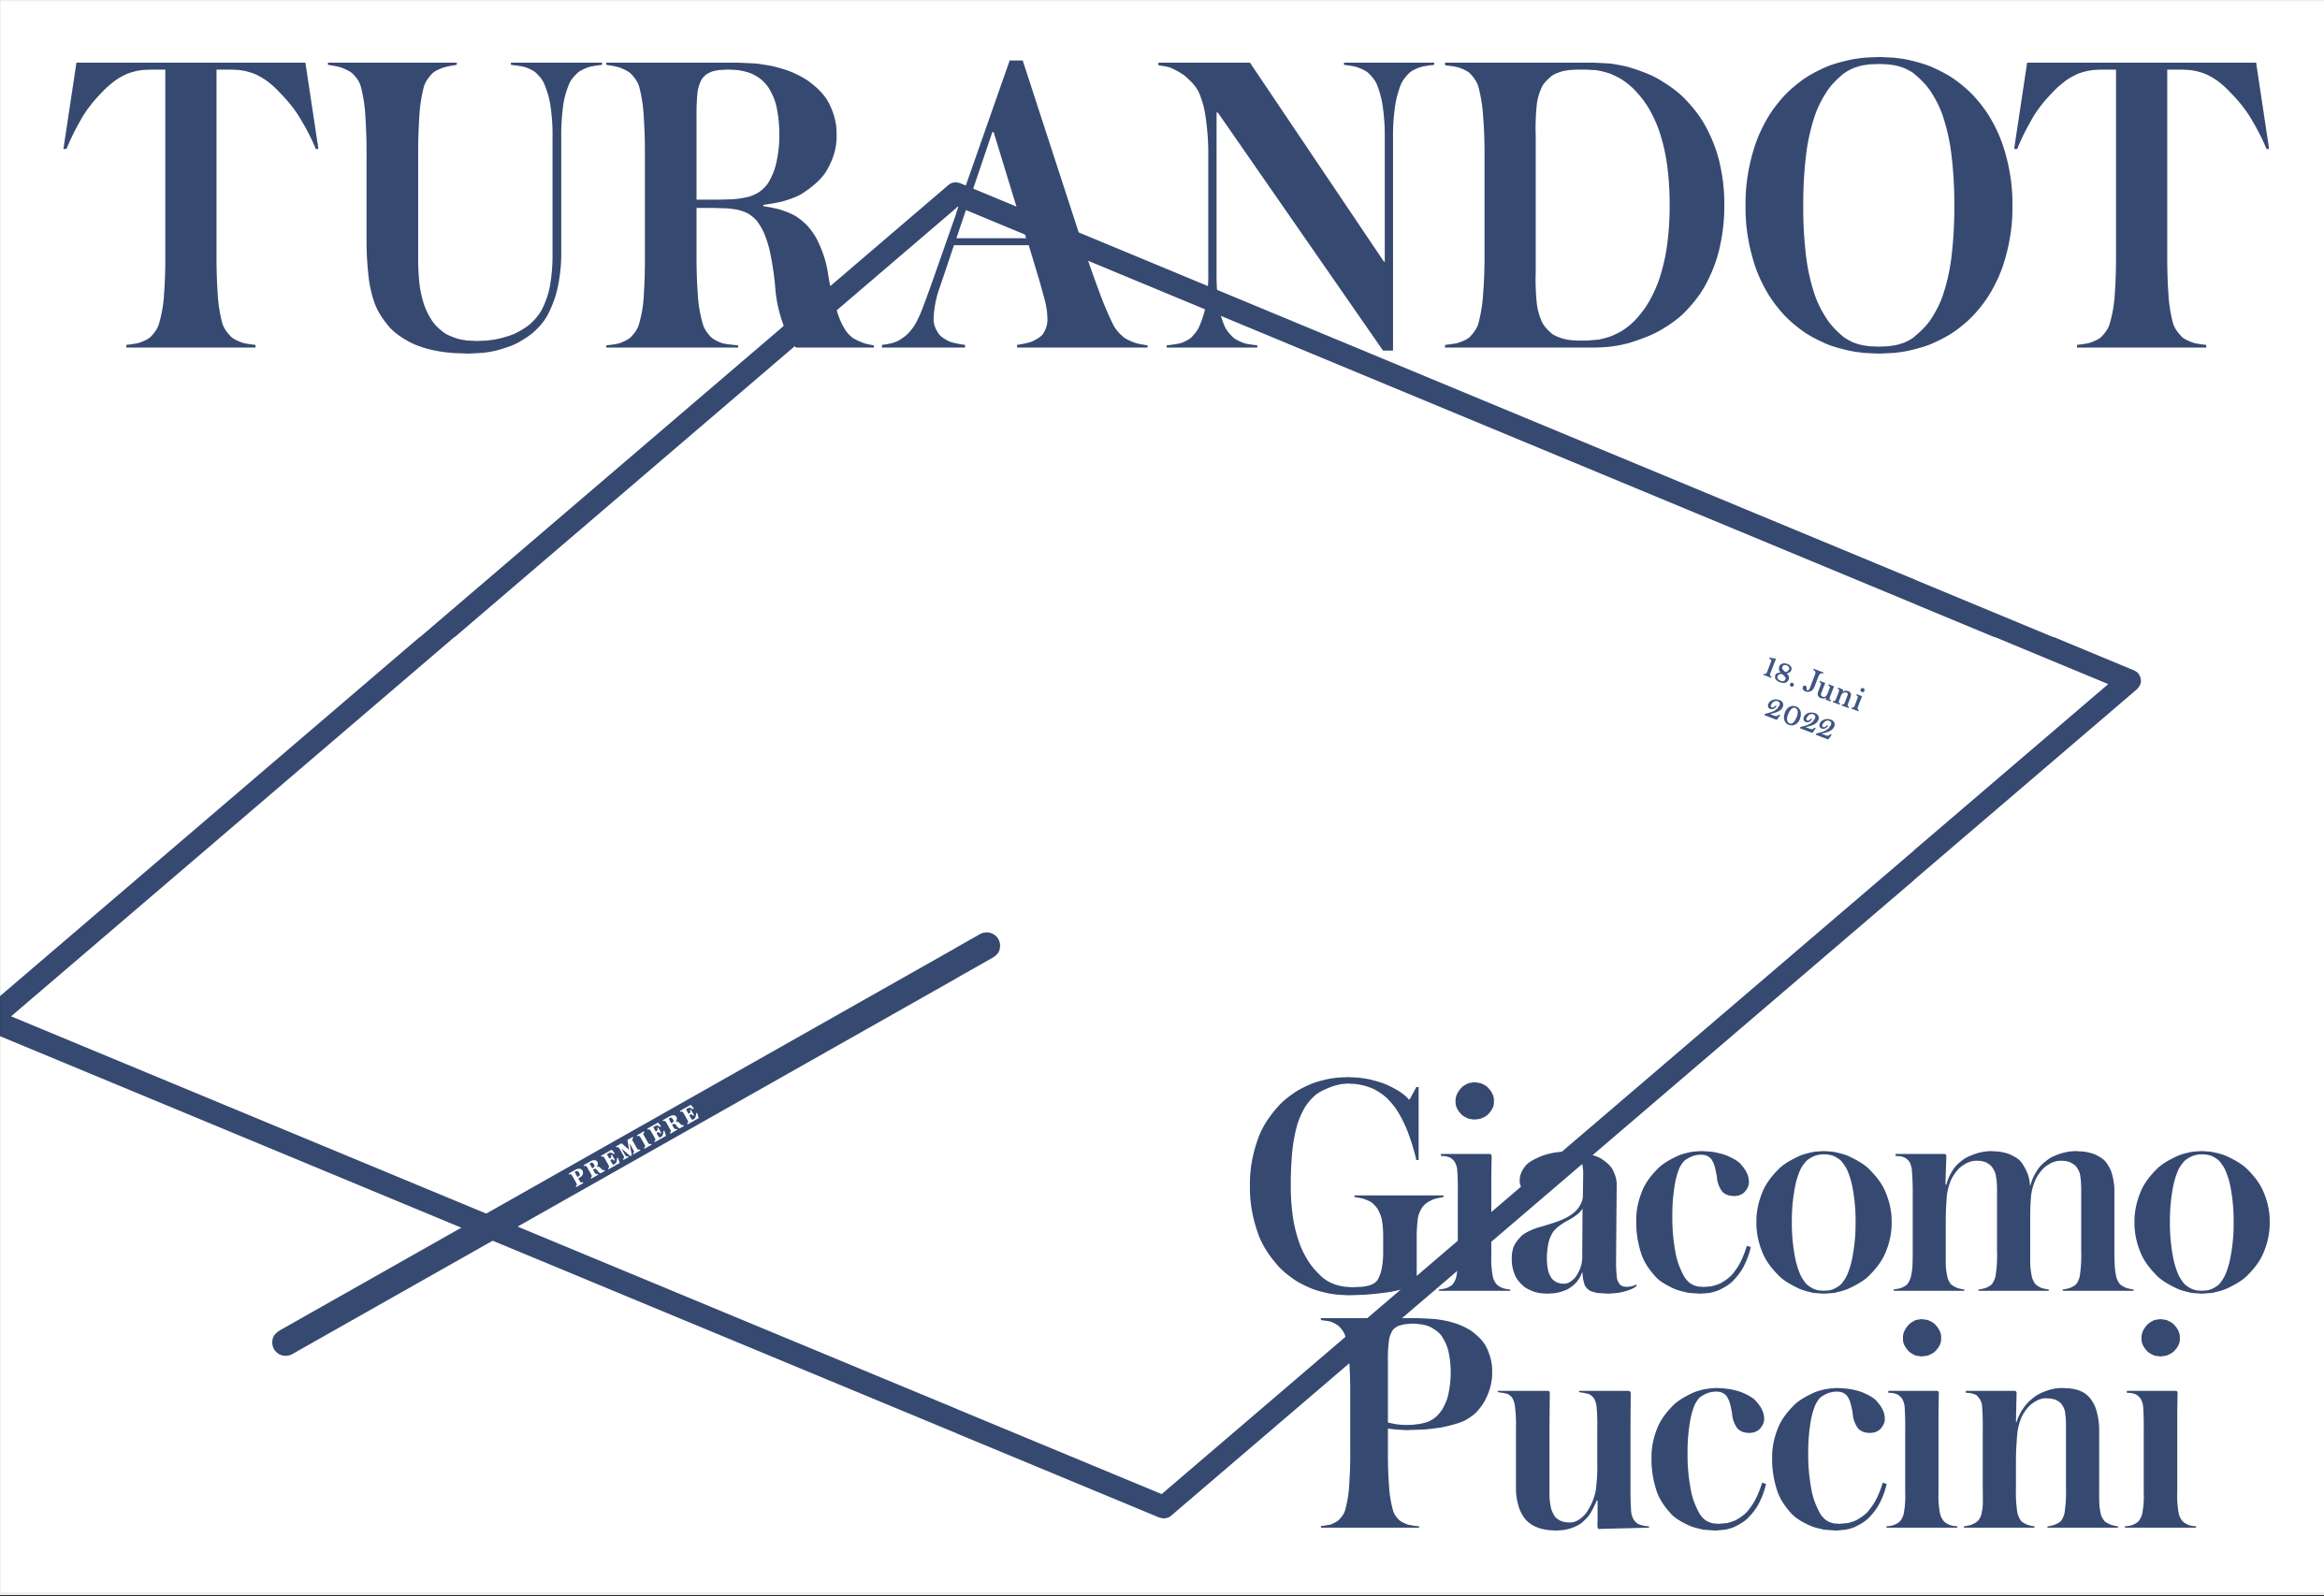 TURANDOT
18. Juni
2022
PREMIERE
Giacomo
Puccini